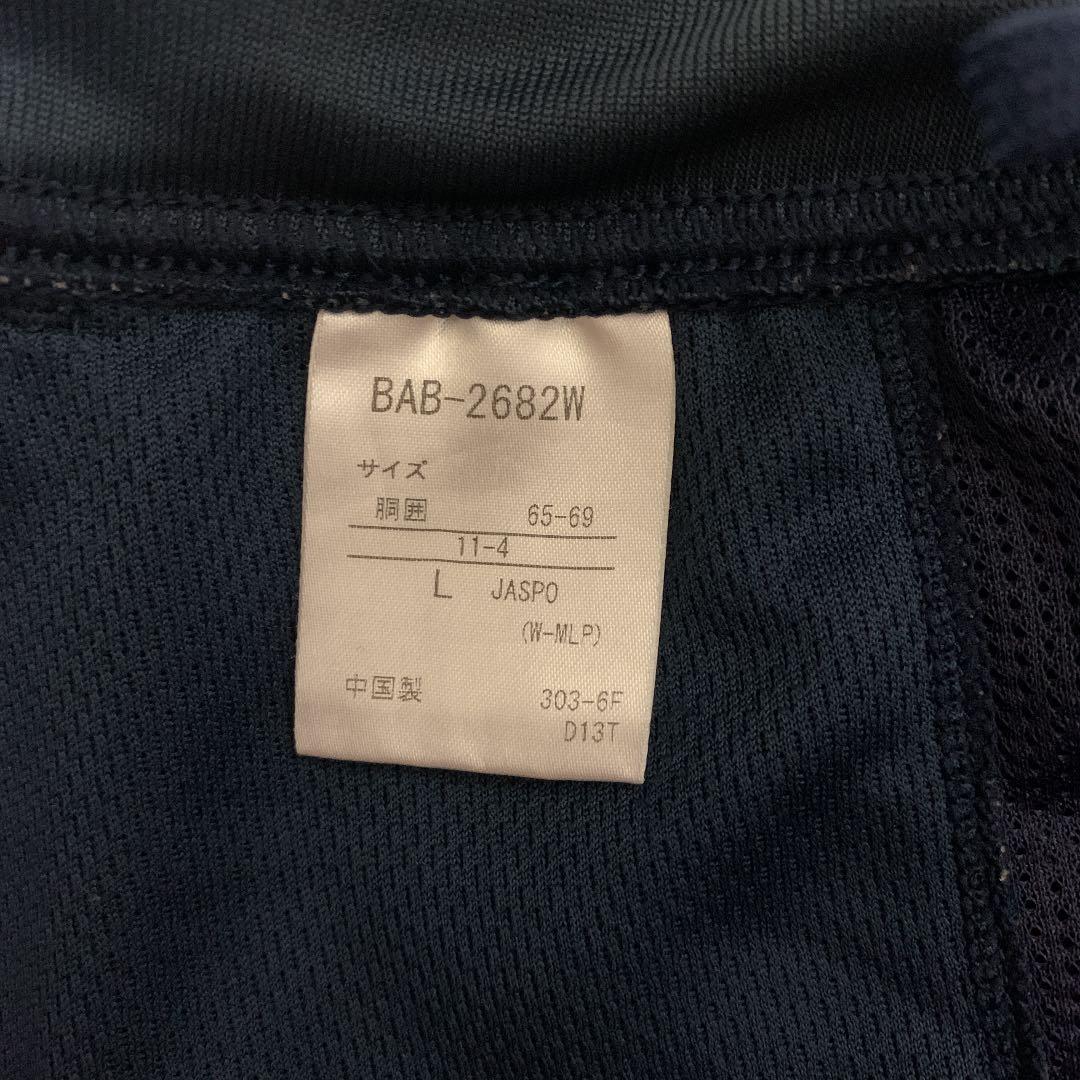 BAB-2682W
サイズ
胴囲 65-69
11-4
L JASPO
(W-MLP)
中国製 303-6F
D13T